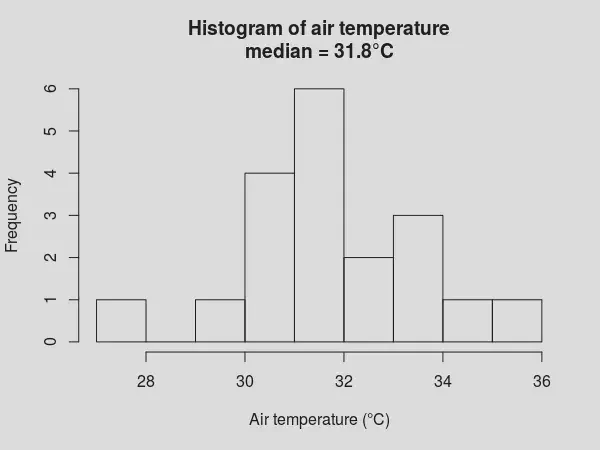 Histogram of air temperature
median = 31.8°C
6
5
4
3
2
1
0
Frequency
28 30 32 34 36
Air temperature (°C)